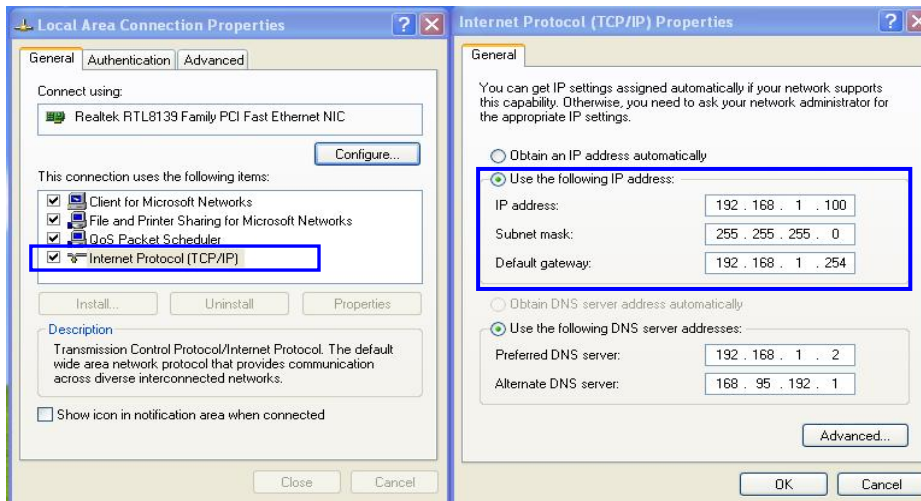 Local Area Connection Properties
General Authentication Advanced
Connect using:
Realtek RTL8139 Family PCI Fast Ethernet NIC
Configure...
This connection uses the following items:
Client for Microsoft Networks
File and Printer Sharing for Microsoft Networks
QoS Packet Scheduler
Internet Protocol (TCP/IP)
Install... Uninstall Properties
Description
Transmission Control Protocol/Internet Protocol. The default
wide area network protocol that provides communication
across diverse interconnected networks.
Show icon in notification area when connected
Close Cancel
Internet Protocol (TCP/IP) Properties
General
You can get IP settings assigned automatically if your network supports
this capability. Otherwise, you need to ask your network administrator for
the appropriate IP settings.
Obtain an IP address automatically
Use the following IP address:
IP address: 192 . 168 . 1 . 100
Subnet mask: 255 . 255 . 255 . 0
Default gateway: 192 . 168 . 1 . 254
Obtain DNS server address automatically
Use the following DNS server addresses:
Preferred DNS server: 192 . 168 . 1 . 2
Alternate DNS server: 168 . 95 . 192 . 1
Advanced...
OK Cancel